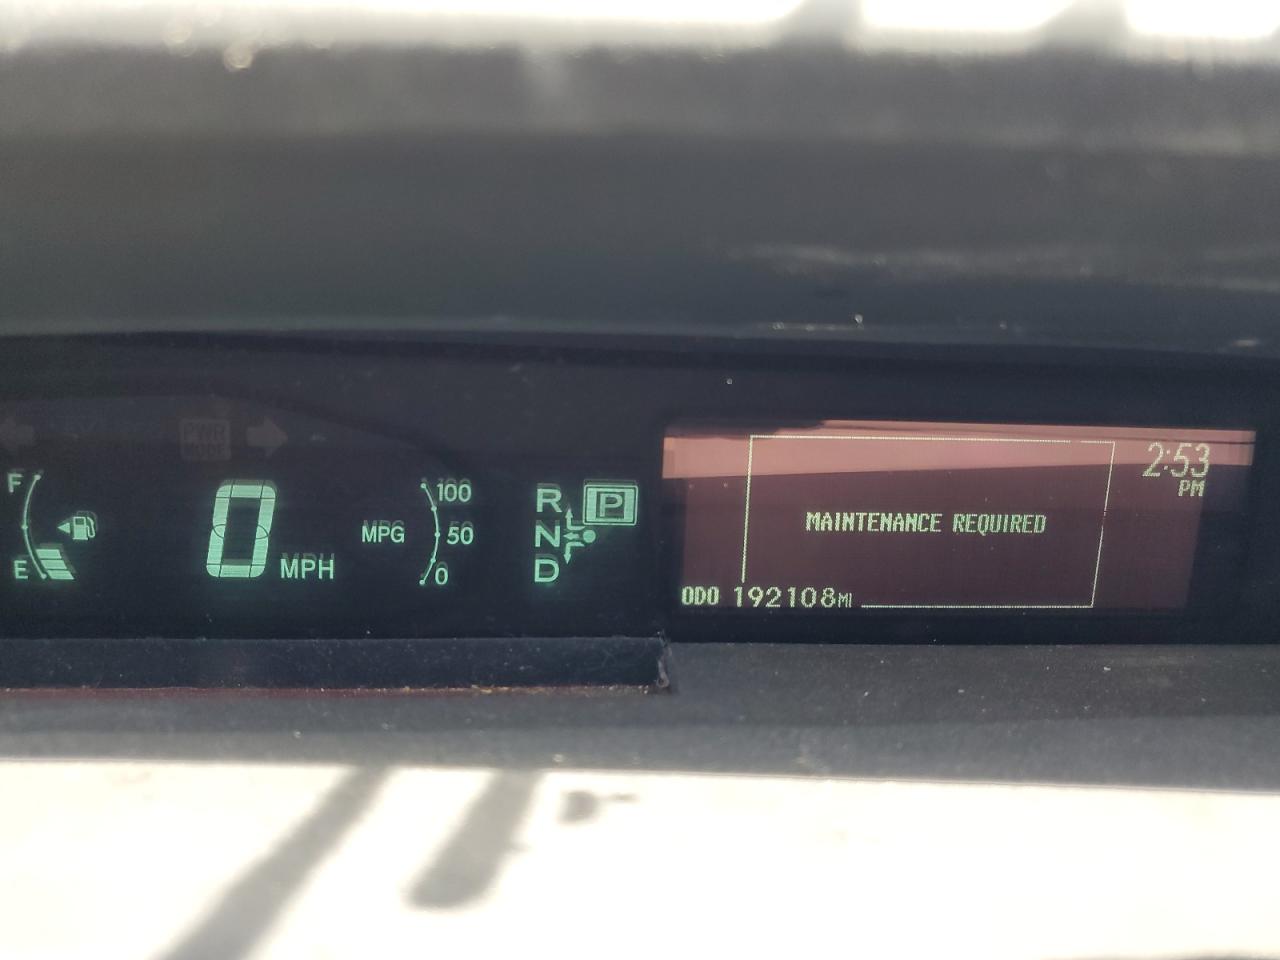 PWR
MODE
F
E
0
MPH
MPG
100
50
0
R
N
D
P
2:53
PM
MAINTENANCE REQUIRED
ODO 192108MI